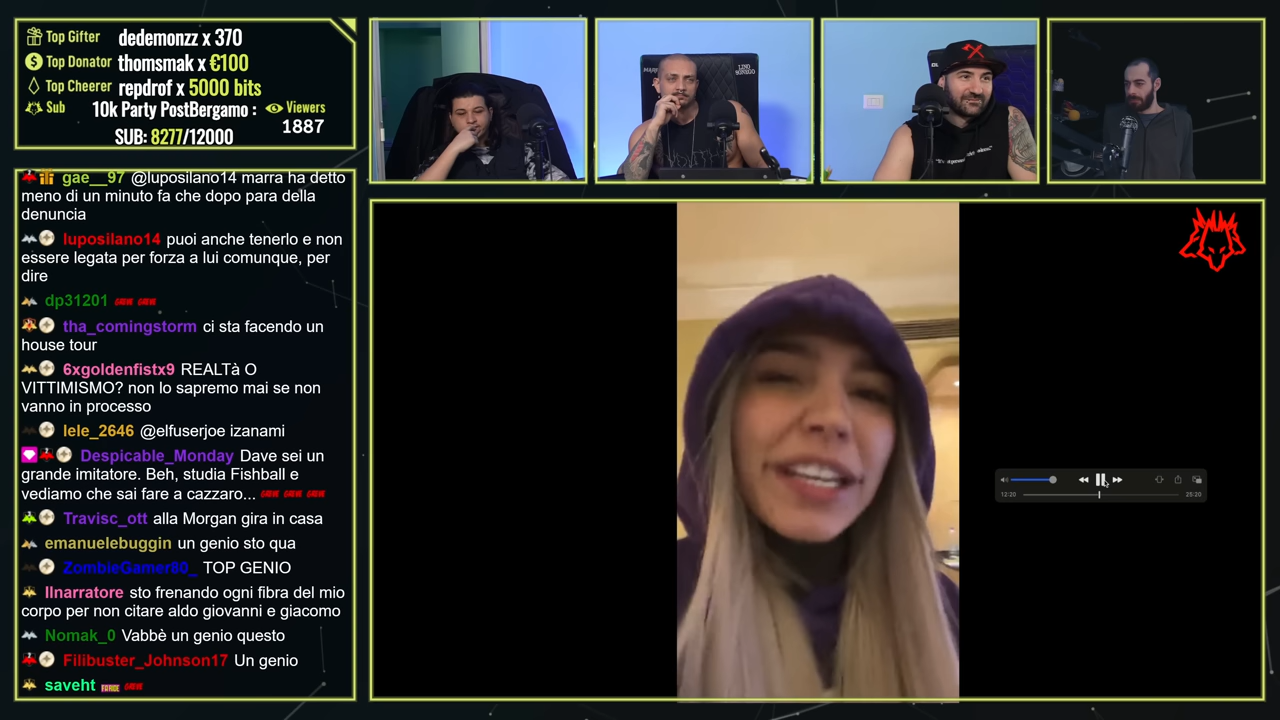 Top Gifter dedemonzz x 370
Top Donator thomsmak x €100
Top Cheerer repdrof x 5000 bits
Sub 10k Party PostBergamo :
SUB: 8277/12000
Viewers
1887
gae__97 @luposilano14 marra ha detto
meno di un minuto fa che dopo para della
denuncia
luposilano14 puoi anche tenerlo e non
essere legata per forza a lui comunque, per
dire
dp31201
tha_comingstorm ci sta facendo un
house tour
6xgoldenfistx9 REALTà O
VITTIMISMO? non lo sapremo mai se non
vanno in processo
lele_2646 @elfuserjoe izanami
Despicable_Monday Dave sei un
grande imitatore. Beh, studia Fishball e
vediamo che sai fare a cazzaro...
Travisc_ott alla Morgan gira in casa
emanuelebuggin un genio sto qua
ZombieGamer80_ TOP GENIO
Ilnarratore sto frenando ogni fibra del mio
corpo per non citare aldo giovanni e giacomo
Nomak_0 Vabbè un genio questo
Filibuster_Johnson17 Un genio
saveht
12:20
25:20